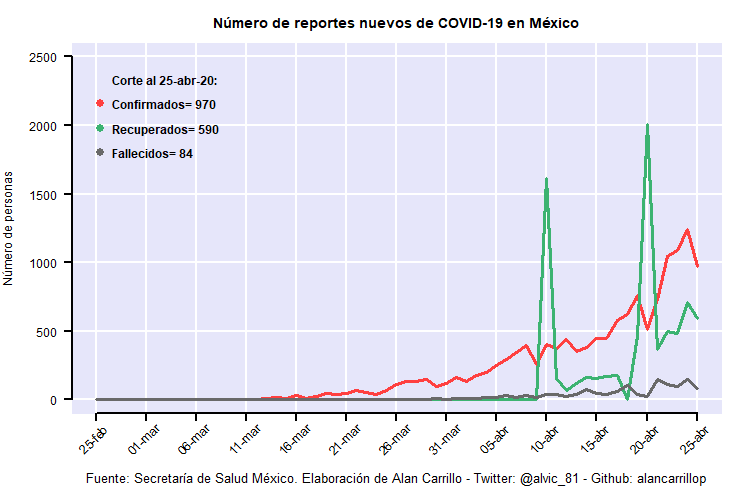 Número de reportes nuevos de COVID-19 en México
Número de personas
2500
2000
1500
1000
500
0
Corte al 25-abr-20:
Confirmados= 970
Recuperados= 590
Fallecidos= 84
25-feb
01-mar
06-mar
11-mar
16-mar
21-mar
26-mar
31-mar
05-abr
10-abr
15-abr
20-abr
25-abr
Fuente: Secretaría de Salud México. Elaboración de Alan Carrillo - Twitter: @alvic_81 - Github: alancarrillop